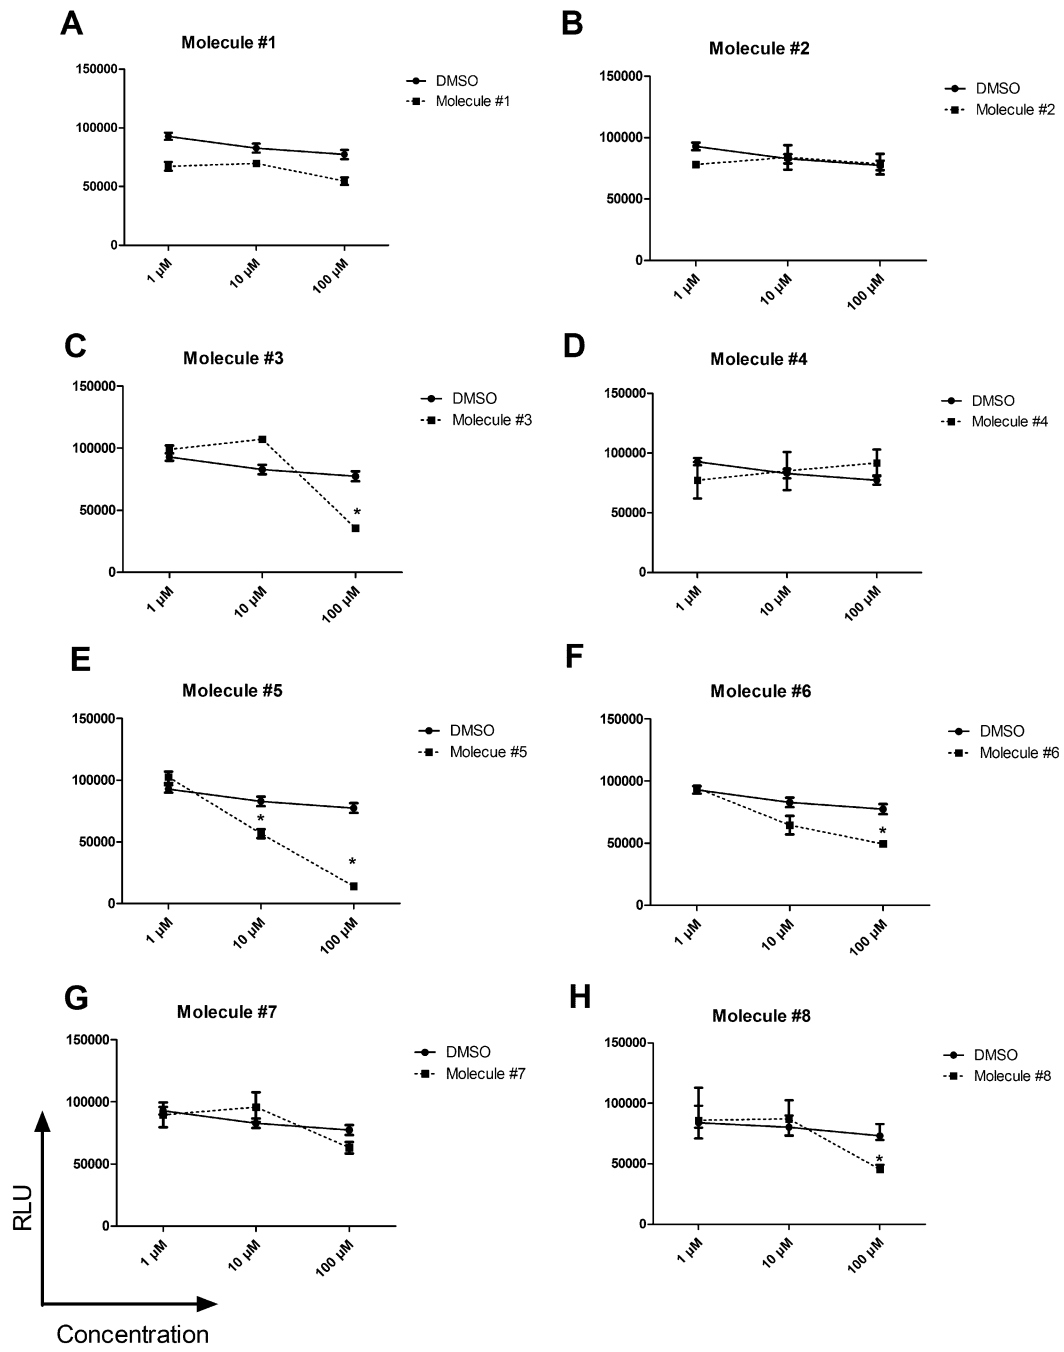 A
Molecule #1
150000
100000
50000
0
1 µM
10 µM
100 µM
DMSO
Molecule #1
B
Molecule #2
150000
100000
50000
0
1 µM
10 µM
100 µM
DMSO
Molecule #2
C
Molecule #3
150000
100000
50000
0
*
1 µM
10 µM
100 µM
DMSO
Molecule #3
D
Molecule #4
150000
100000
50000
0
1 µM
10 µM
100 µM
DMSO
Molecule #4
E
Molecule #5
150000
100000
50000
0
*
*
1 µM
10 µM
100 µM
DMSO
Molecue #5
F
Molecule #6
150000
100000
50000
0
*
1 µM
10 µM
100 µM
DMSO
Molecule #6
G
Molecule #7
150000
100000
50000
0
1 µM
10 µM
100 µM
DMSO
Molecule #7
H
Molecule #8
150000
100000
50000
0
*
1 µM
10 µM
100 µM
DMSO
Molecule #8
RLU
Concentration